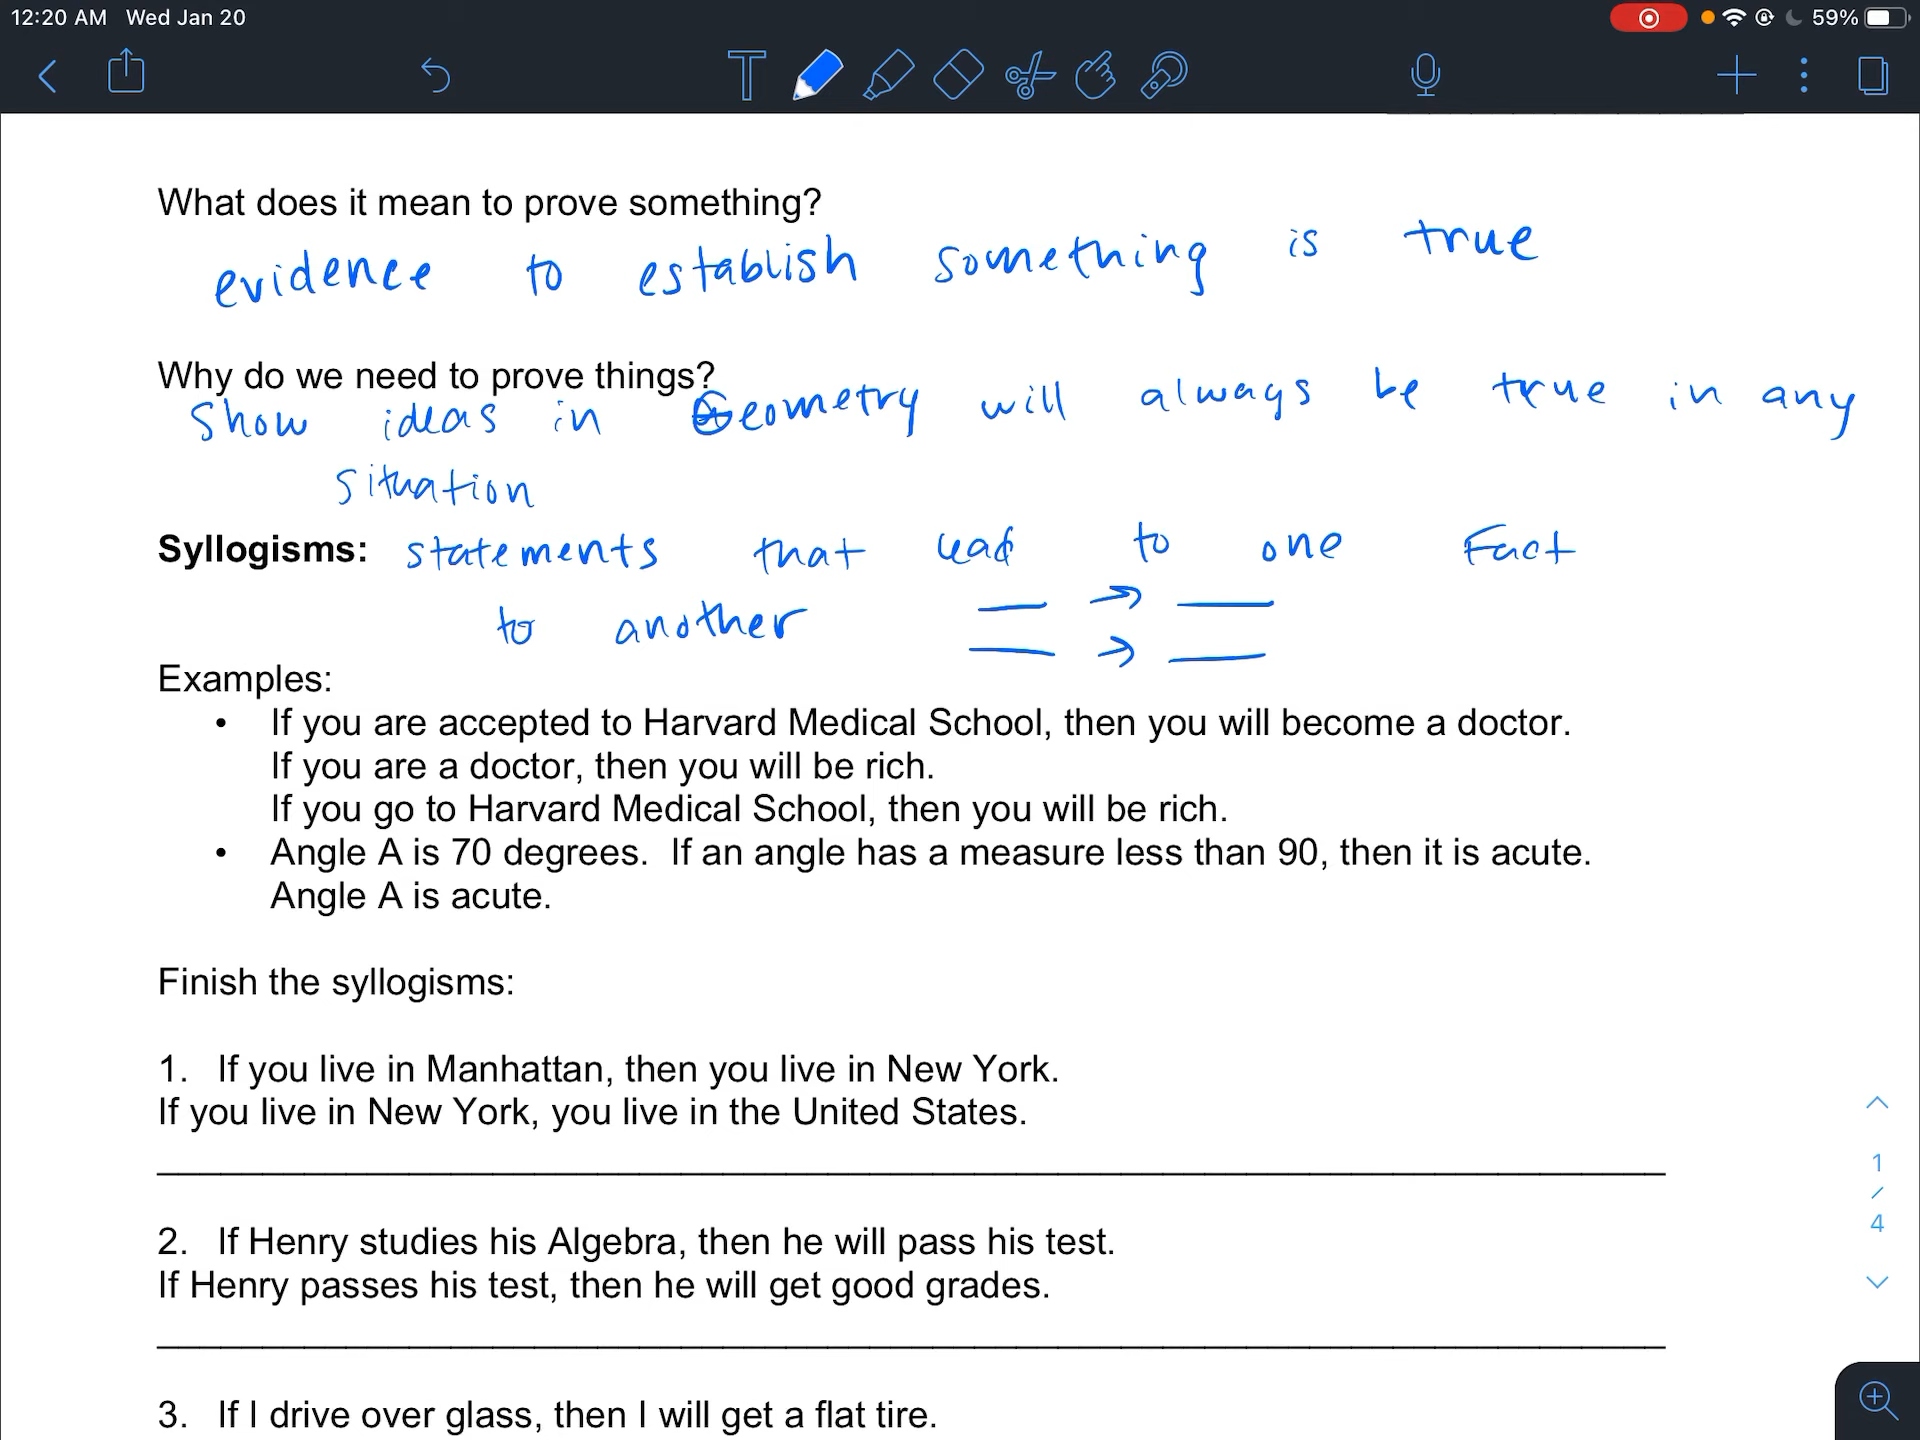 12:20 AM Wed Jan 20
59%
What does it mean to prove something?
evidence to establish something is true
Why do we need to prove things?
Show ideas in Geometry will always be true in any
situation
Syllogisms: statements that lead to one Fact
to another → 
→
Examples:
• If you are accepted to Harvard Medical School, then you will become a doctor.
If you are a doctor, then you will be rich.
If you go to Harvard Medical School, then you will be rich.
• Angle A is 70 degrees. If an angle has a measure less than 90, then it is acute.
Angle A is acute.
Finish the syllogisms:
1. If you live in Manhattan, then you live in New York.
If you live in New York, you live in the United States.
2. If Henry studies his Algebra, then he will pass his test.
If Henry passes his test, then he will get good grades.
3. If I drive over glass, then I will get a flat tire.
1
/
4